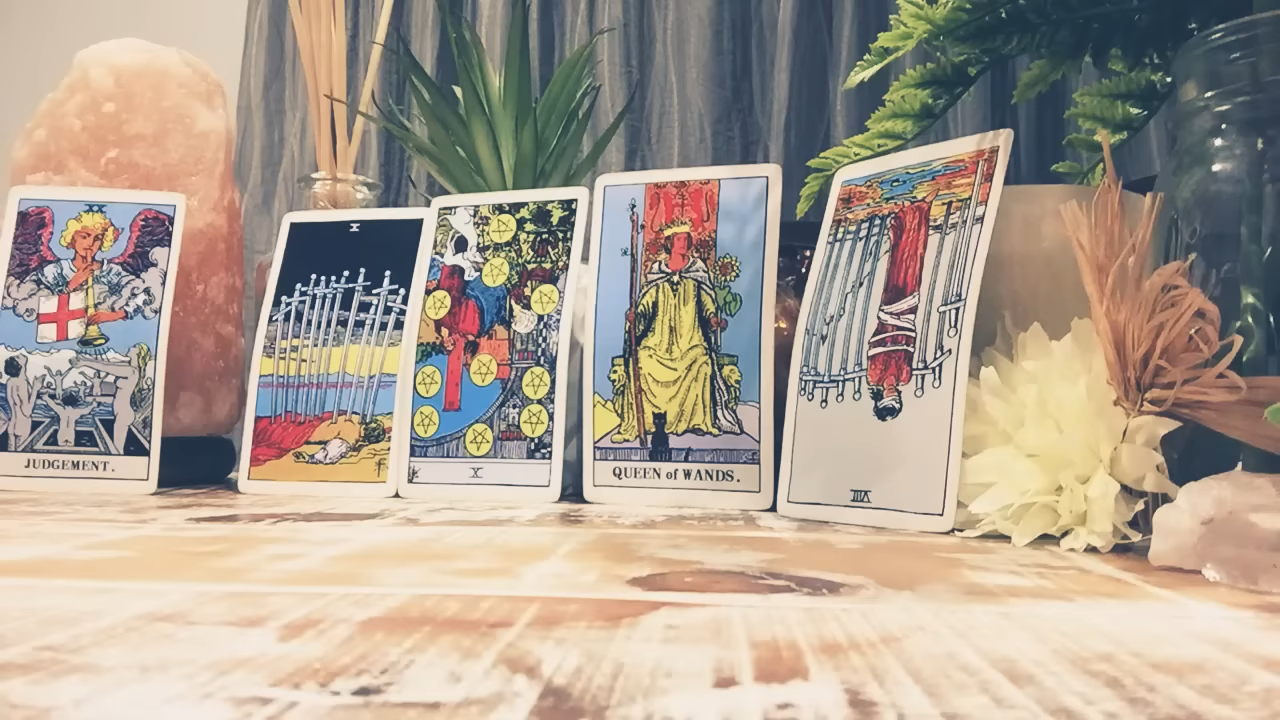 XX
JUDGEMENT.
X
X
QUEEN of WANDS.
VIII